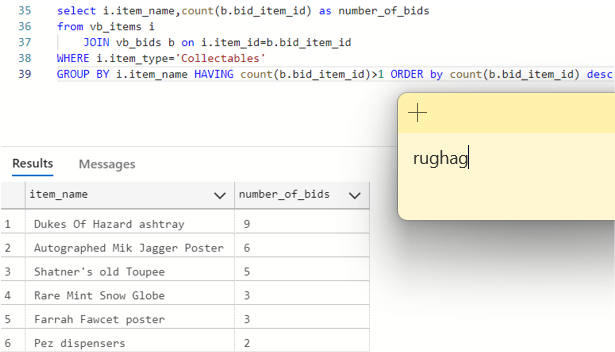 35 select i.item_name,count(b.bid_item_id) as number_of_bids
36 from vb_items i
37 JOIN vb_bids b on i.item_id=b.bid_item_id
38 WHERE i.item_type='Collectables'
39 GROUP BY i.item_name HAVING count(b.bid_item_id)>1 ORDER by count(b.bid_item_id) desc
rughag
Results Messages
item_name number_of_bids
1 Dukes Of Hazard ashtray 9
2 Autographed Mik Jagger Poster 6
3 Shatner's old Toupee 5
4 Rare Mint Snow Globe 3
5 Farrah Fawcet poster 3
6 Pez dispensers 2